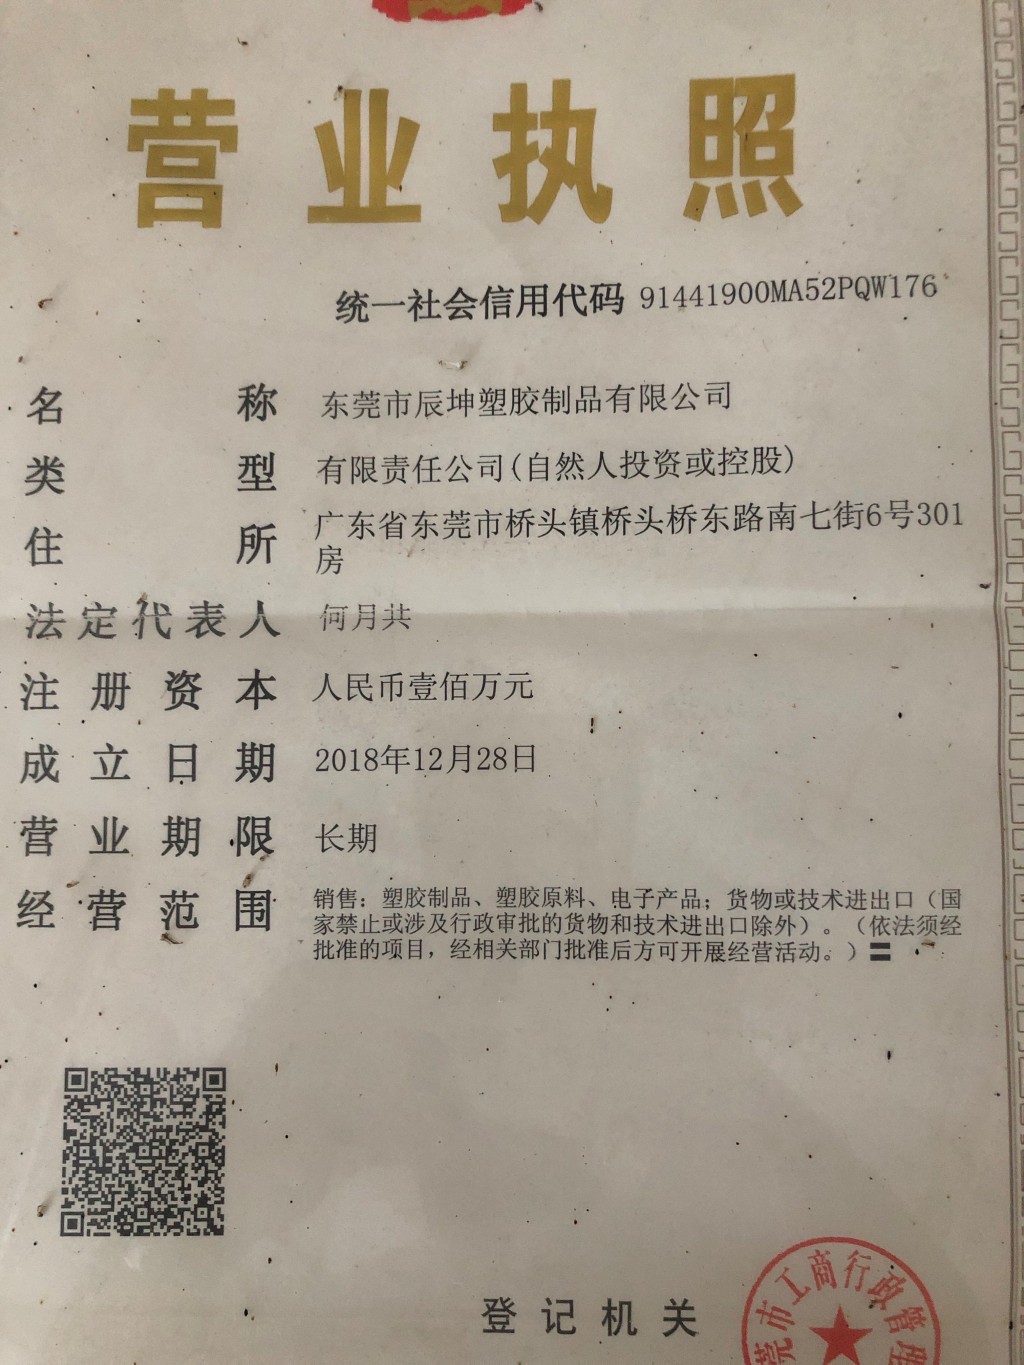 营业执照
统一社会信用代码 91441900MA52PQW176
名称 东莞市辰坤塑胶制品有限公司
类型 有限责任公司(自然人投资或控股)
住所 广东省东莞市桥头镇桥头桥东路南七街6号301
房
法定代表人 何月共
注册资本 人民币壹佰万元
成立日期 2018年12月28日
营业期限 长期
经营范围 销售：塑胶制品、塑胶原料、电子产品；货物或技术进出口（国
家禁止或涉及行政审批的货物和技术进出口除外）。（依法须经
批准的项目，经相关部门批准后方可开展经营活动。）〓
登记机关
莞市工商行政管理